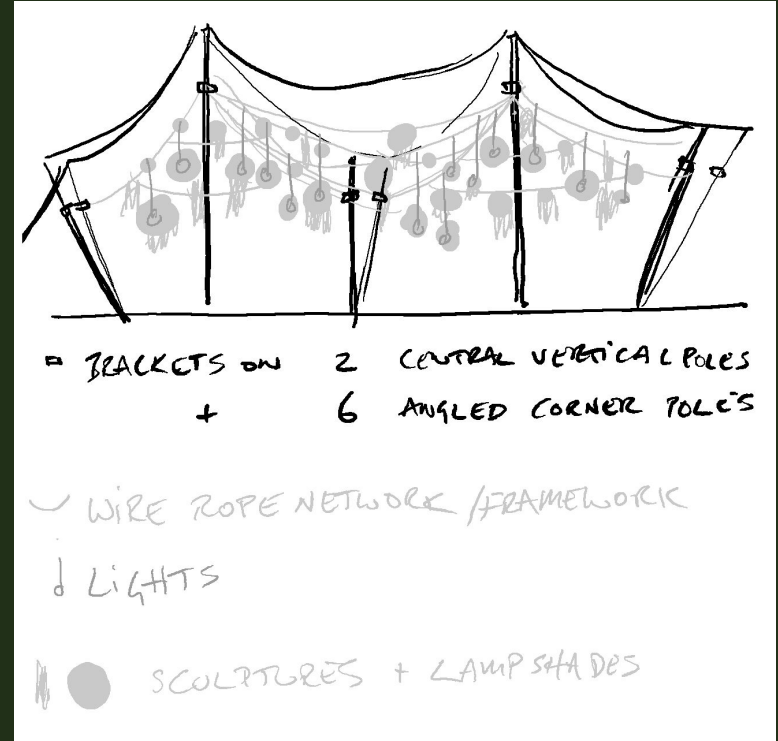 BRACKETS ON 2 CENTRAL VERTICAL POLES
+ 6 ANGLED CORNER POLES
WIRE ROPE NETWORK / FRAMEWORK
LIGHTS
SCULPTURES + LAMPSHADES